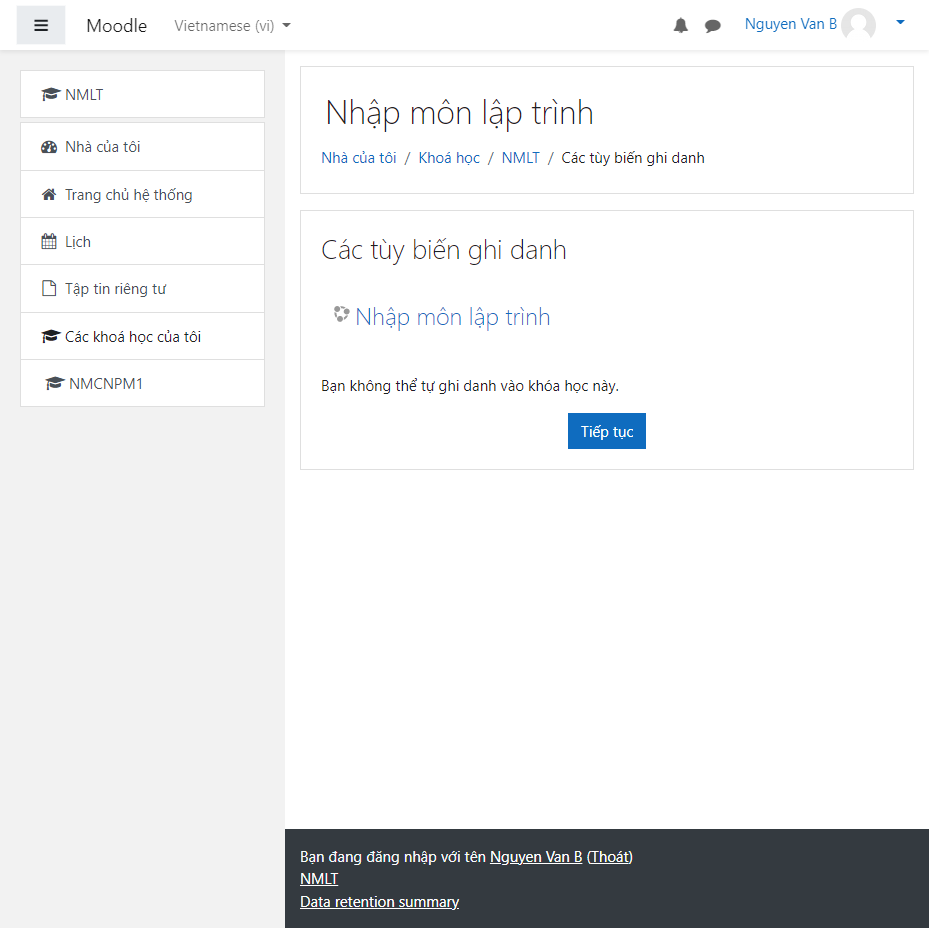 Moodle Vietnamese (vi) Nguyen Van B
NMLT
Nhà của tôi
Trang chủ hệ thống
Lịch
Tập tin riêng tư
Các khoá học của tôi
NMCNPM1
Nhập môn lập trình
Nhà của tôi / Khoá học / NMLT / Các tùy biến ghi danh
Các tùy biến ghi danh
Nhập môn lập trình
Bạn không thể tự ghi danh vào khóa học này.
Tiếp tục
Bạn đang đăng nhập với tên Nguyen Van B (Thoát)
NMLT
Data retention summary